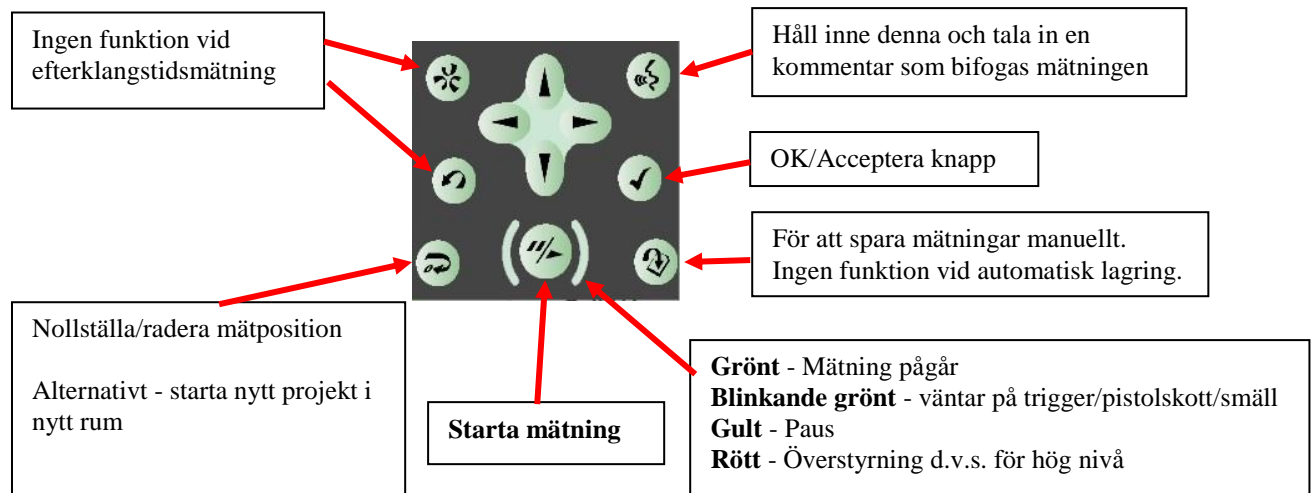 Ingen funktion vid
efterklangstidsmätning
Håll inne denna och tala in en
kommentar som bifogas mätningen
OK/Acceptera knapp
För att spara mätningar manuellt.
Ingen funktion vid automatisk lagring.
Nollställa/radera mätposition
Alternativt - starta nytt projekt i
nytt rum
Starta mätning
Grönt - Mätning pågår
Blinkande grönt - väntar på trigger/pistolskott/smäll
Gult - Paus
Rött - Överstyrning d.v.s. för hög nivå